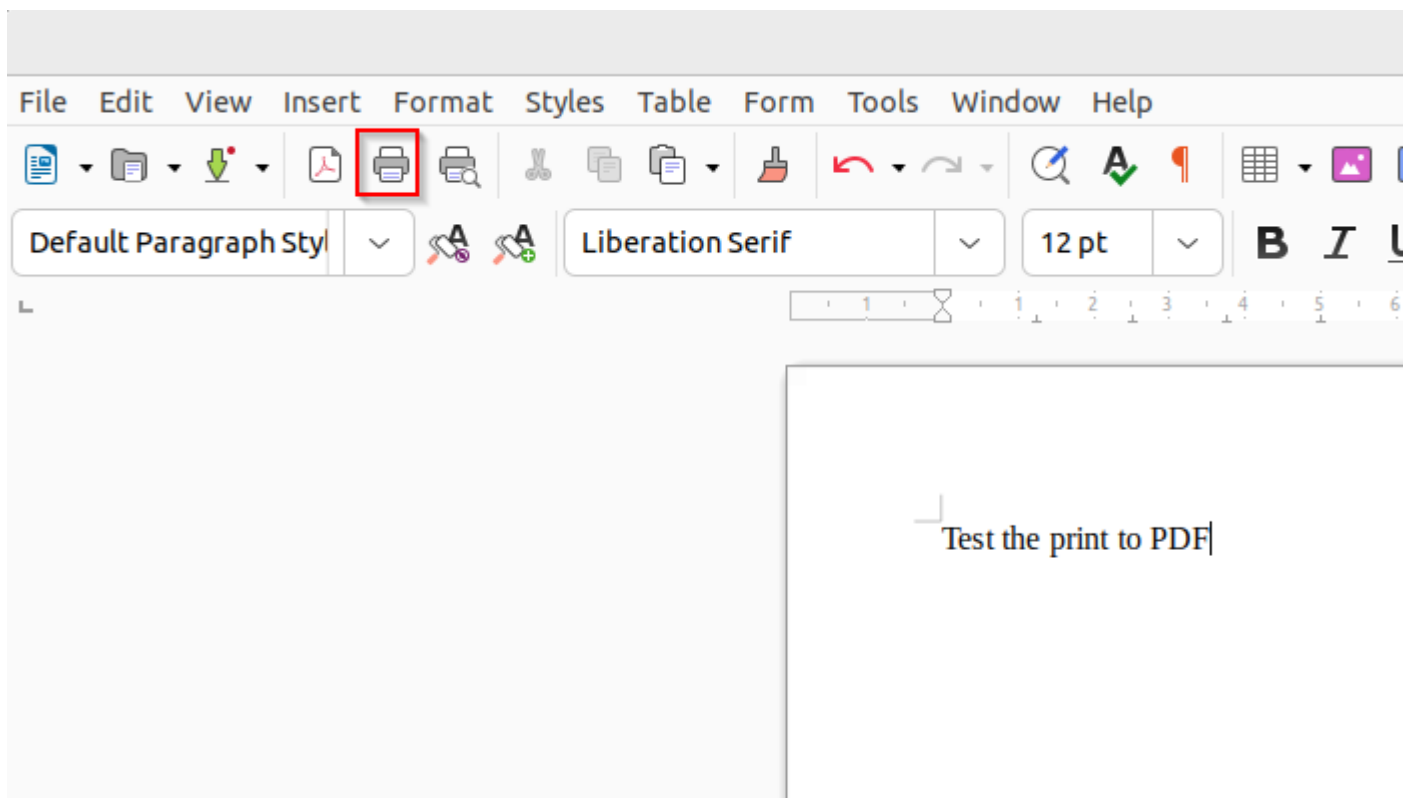 File Edit View Insert Format Styles Table Form Tools Window Help
Default Paragraph Styl Liberation Serif 12 pt B I U
1 1 2 3 4 5 6
Test the print to PDF